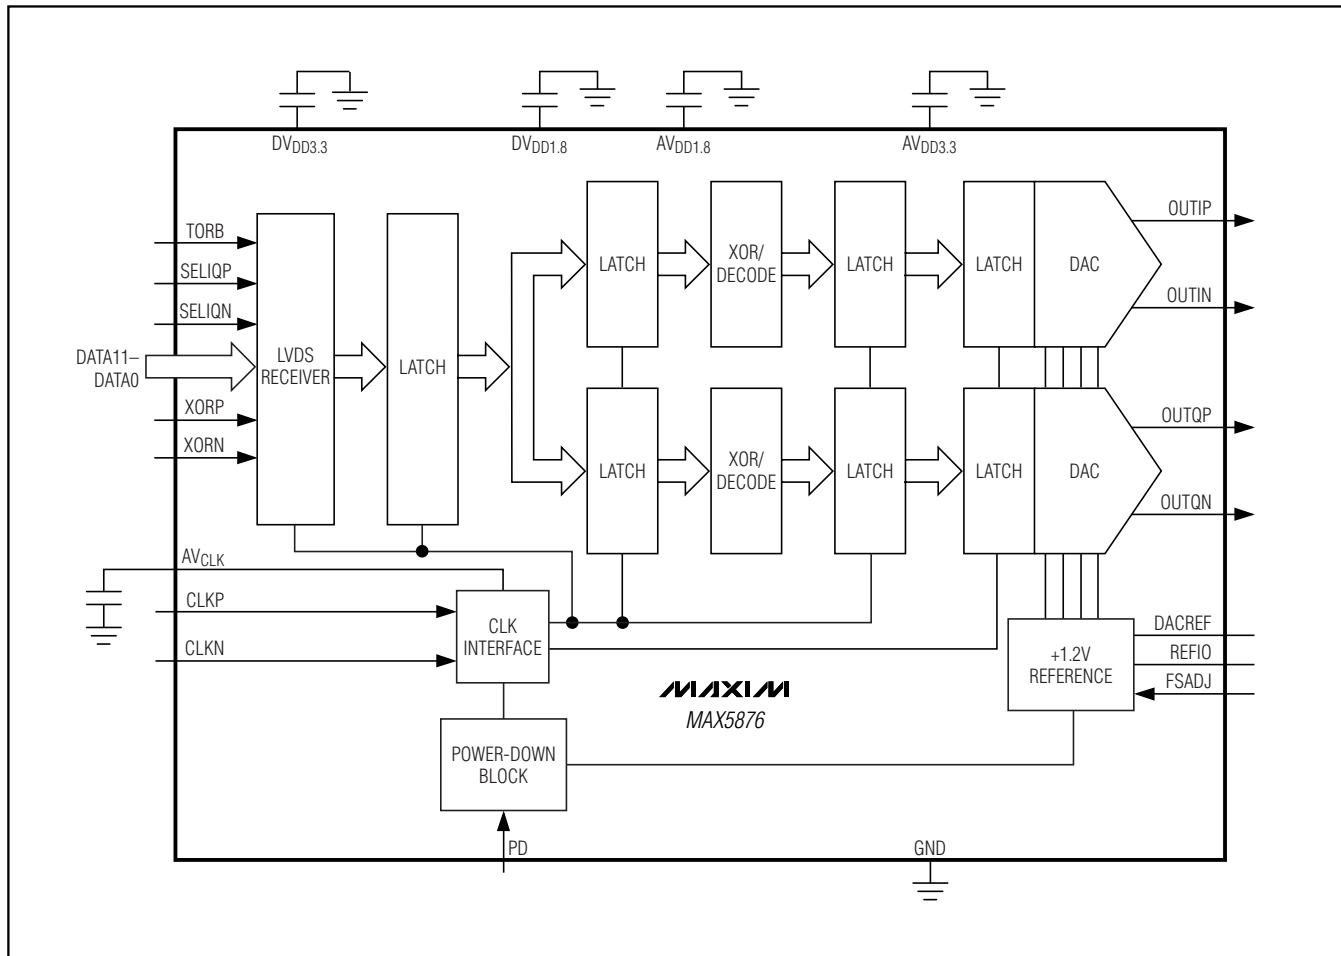 DVDD3.3
DVDD1.8
AVDD1.8
AVDD3.3
TORB
SELIQP
SELIQN
DATA11–
DATA0
XORP
XORN
LVDS
RECEIVER
LATCH
LATCH
XOR/
DECODE
LATCH
LATCH
DAC
OUTIP
OUTIN
LATCH
XOR/
DECODE
LATCH
LATCH
DAC
OUTQP
OUTQN
AVCLK
CLKP
CLKN
CLK
INTERFACE
+1.2V
REFERENCE
DACREF
REFIO
FSADJ
MAXIM
MAX5876
POWER-DOWN
BLOCK
PD
GND